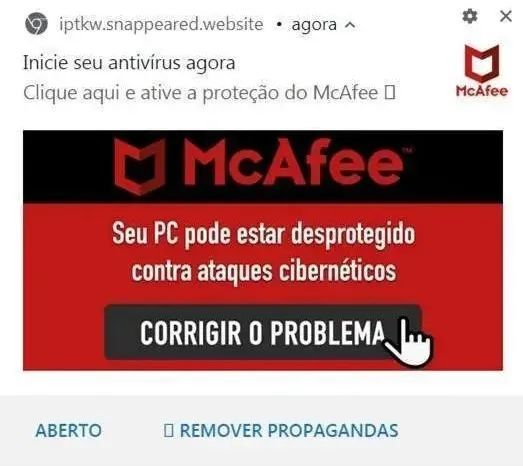 iptkw.snappeared.website • agora
Inicie seu antivírus agora
Clique aqui e ative a proteção do McAfee ▯
McAfee
McAfee™
Seu PC pode estar desprotegido
contra ataques cibernéticos
CORRIGIR O PROBLEMA
ABERTO ▯ REMOVER PROPAGANDAS